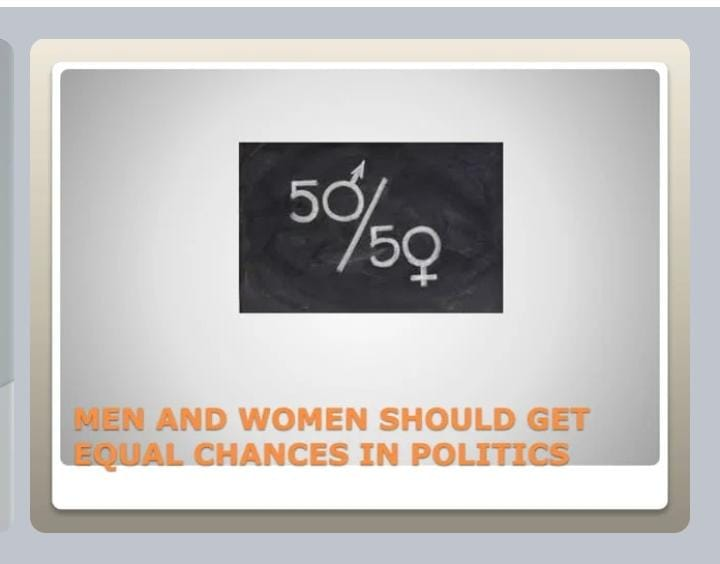 50/50
MEN AND WOMEN SHOULD GET
EQUAL CHANCES IN POLITICS